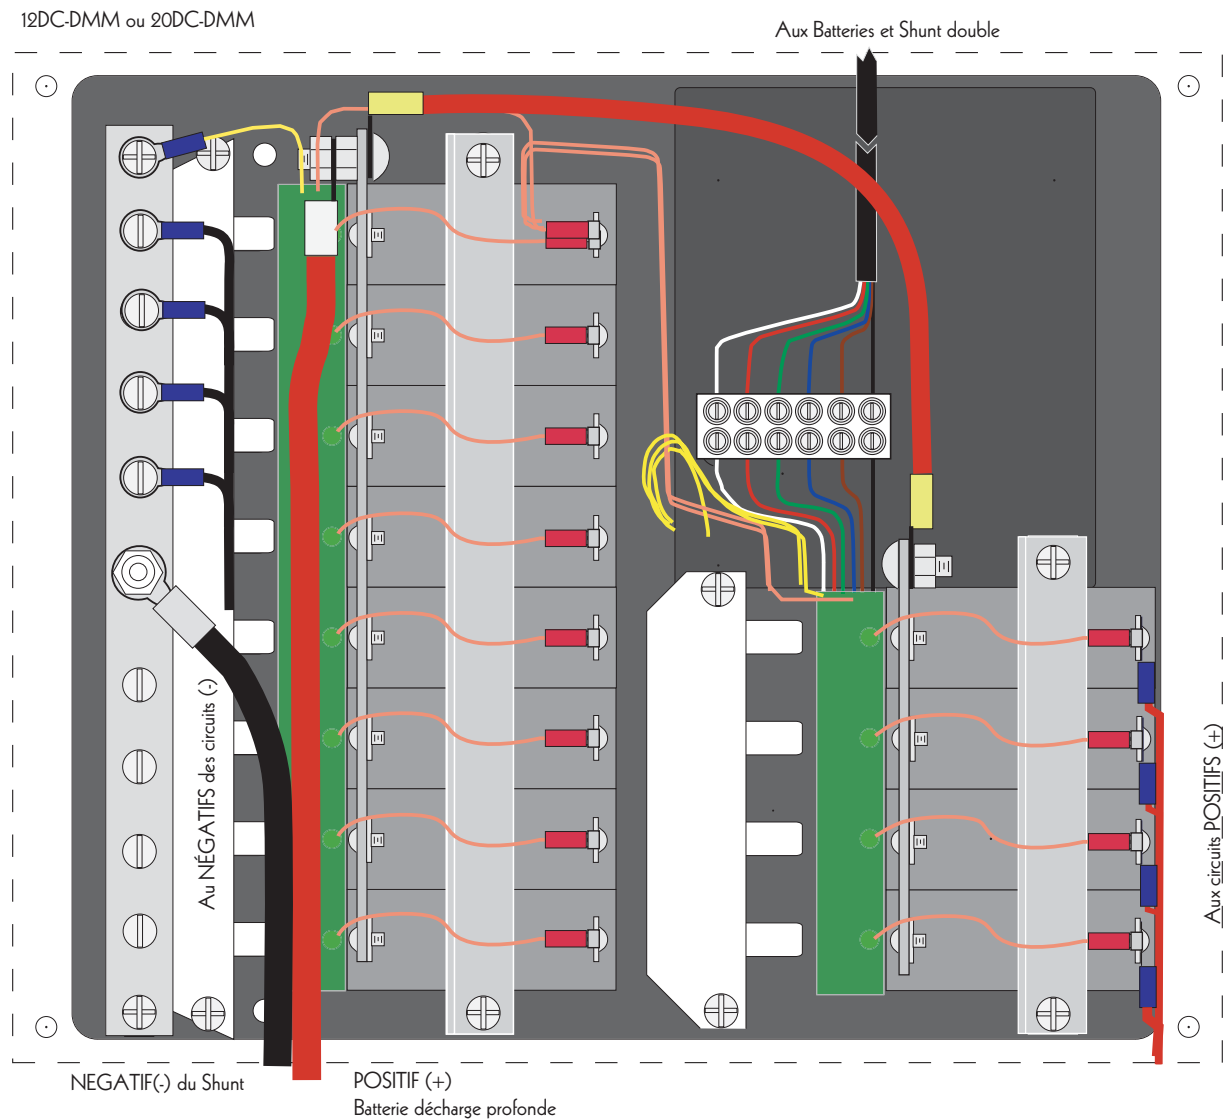 12DC-DMM ou 20DC-DMM
Aux Batteries et Shunt double
Au NÉGATIFS des circuits (-)
Aux circuits POSITIFS (+)
NEGATIF(-) du Shunt
POSITIF (+)
Batterie décharge profonde